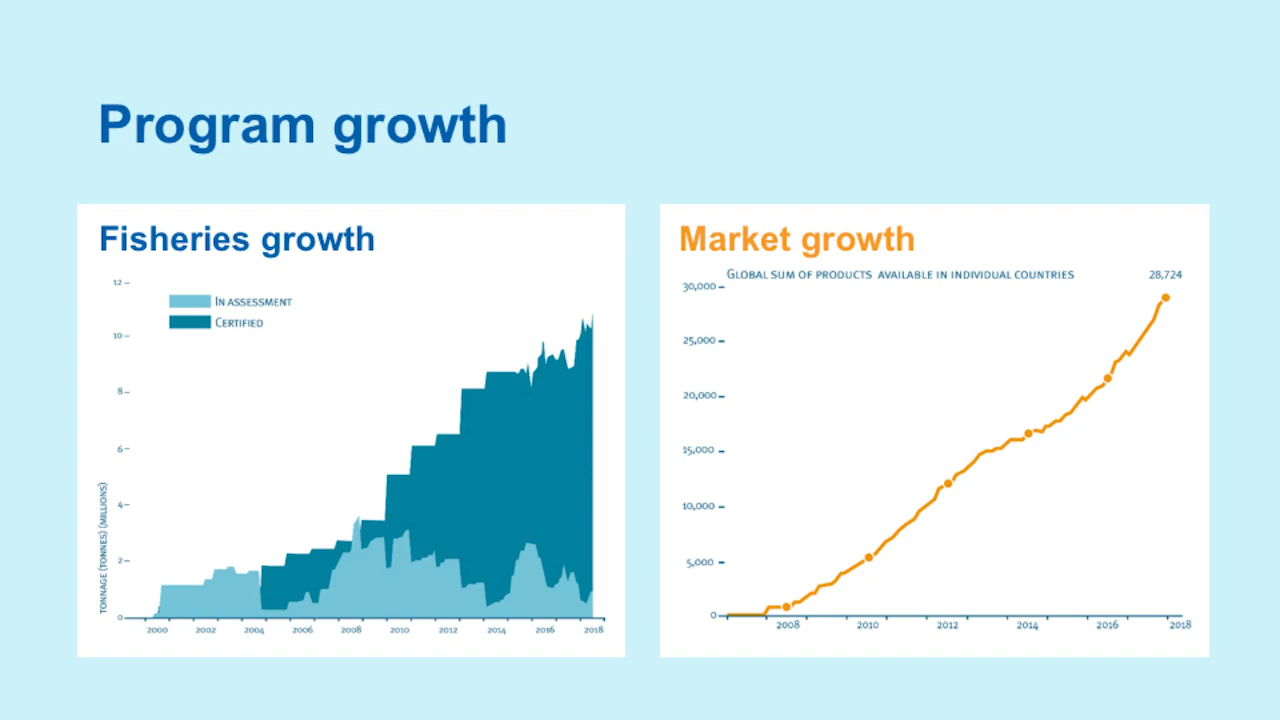 Program growth
Fisheries growth
12
IN ASSESSMENT
CERTIFIED
10
8
6
4
2
0
TONNAGE (TONNES) (MILLIONS)
2000 2002 2004 2006 2008 2010 2012 2014 2016 2018
Market growth
GLOBAL SUM OF PRODUCTS AVAILABLE IN INDIVIDUAL COUNTRIES 28,724
30,000
25,000
20,000
15,000
10,000
5,000
0
2008 2010 2012 2014 2016 2018